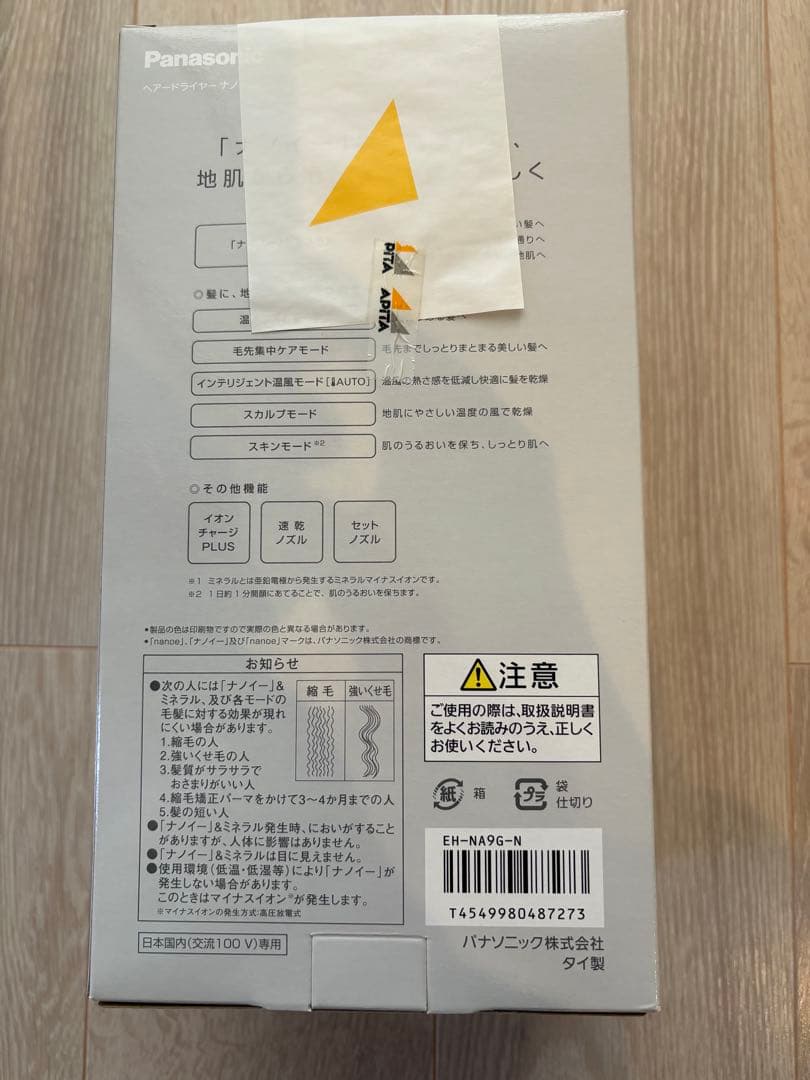 Panasonic
ヘアードライヤー ナノ
「ナ
地肌
しく
い髪へ
通りへ
地肌へ
「ナ
◎髪に、地
温
髪へ
PITA
APITA
毛先集中ケアモード 毛先までしっとりまとまる美しい髪へ
インテリジェント温風モード[AUTO] 温風の熱さ感を低減し快適に髪を乾燥
スカルプモード 地肌にやさしい温度の風で乾燥
スキンモード※2 肌のうるおいを保ち、しっとり肌へ
◎その他機能
イオン
チャージ
PLUS
速乾
ノズル
セット
ノズル
※1 ミネラルとは亜鉛電極から発生するミネラルマイナスイオンです。
※2 1日約1分間顔にあてることで、肌のうるおいを保ちます。
●製品の色は印刷物ですので実際の色と異なる場合があります。
●「nanoe」、「ナノイー」及び「nanoe」マークは、パナソニック株式会社の商標です。
お知らせ
●次の人には「ナノイー」&
ミネラル、及び各モードの
毛髪に対する効果が現れ
にくい場合があります。
1.縮毛の人
2.強いくせ毛の人
3.髪質がサラサラで
おさまりがいい人
4.縮毛矯正パーマをかけて3～4か月までの人
5.髪の短い人
縮毛 強いくせ毛
●「ナノイー」&ミネラル発生時、においがすること
がありますが、人体に影響はありません。
●「ナノイー」&ミネラルは目に見えません。
●使用環境(低温・低湿等)により「ナノイー」が
発生しない場合があります。
このときはマイナスイオン※が発生します。
※マイナスイオンの発生方式:高圧放電式
日本国内(交流100 V)専用
注意
ご使用の際は、取扱説明書
をよくお読みのうえ、正しく
お使いください。
紙 箱
プラ 袋
仕切り
EH-NA9G-N
T4549980487273
パナソニック株式会社
タイ製